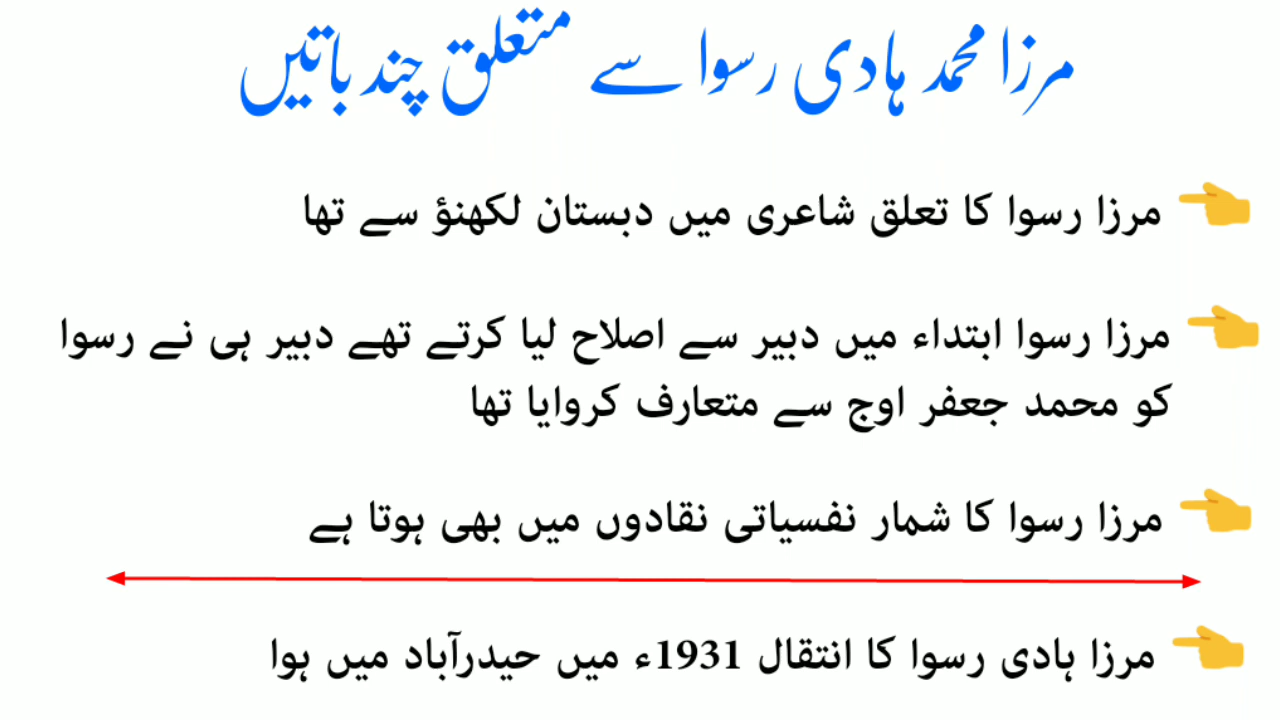 مرزا محمد ہادی رسوا سے متعلق چند باتیں
مرزا رسوا کا تعلق شاعری میں دبستان لکھنؤ سے تھا
مرزا رسوا ابتداء میں دبیر سے اصلاح لیا کرتے تھے دبیر ہی نے رسوا
کو محمد جعفر اوج سے متعارف کروایا تھا
مرزا رسوا کا شمار نفسیاتی نقادوں میں بھی ہوتا ہے
مرزا ہادی رسوا کا انتقال 1931ء میں حیدرآباد میں ہوا